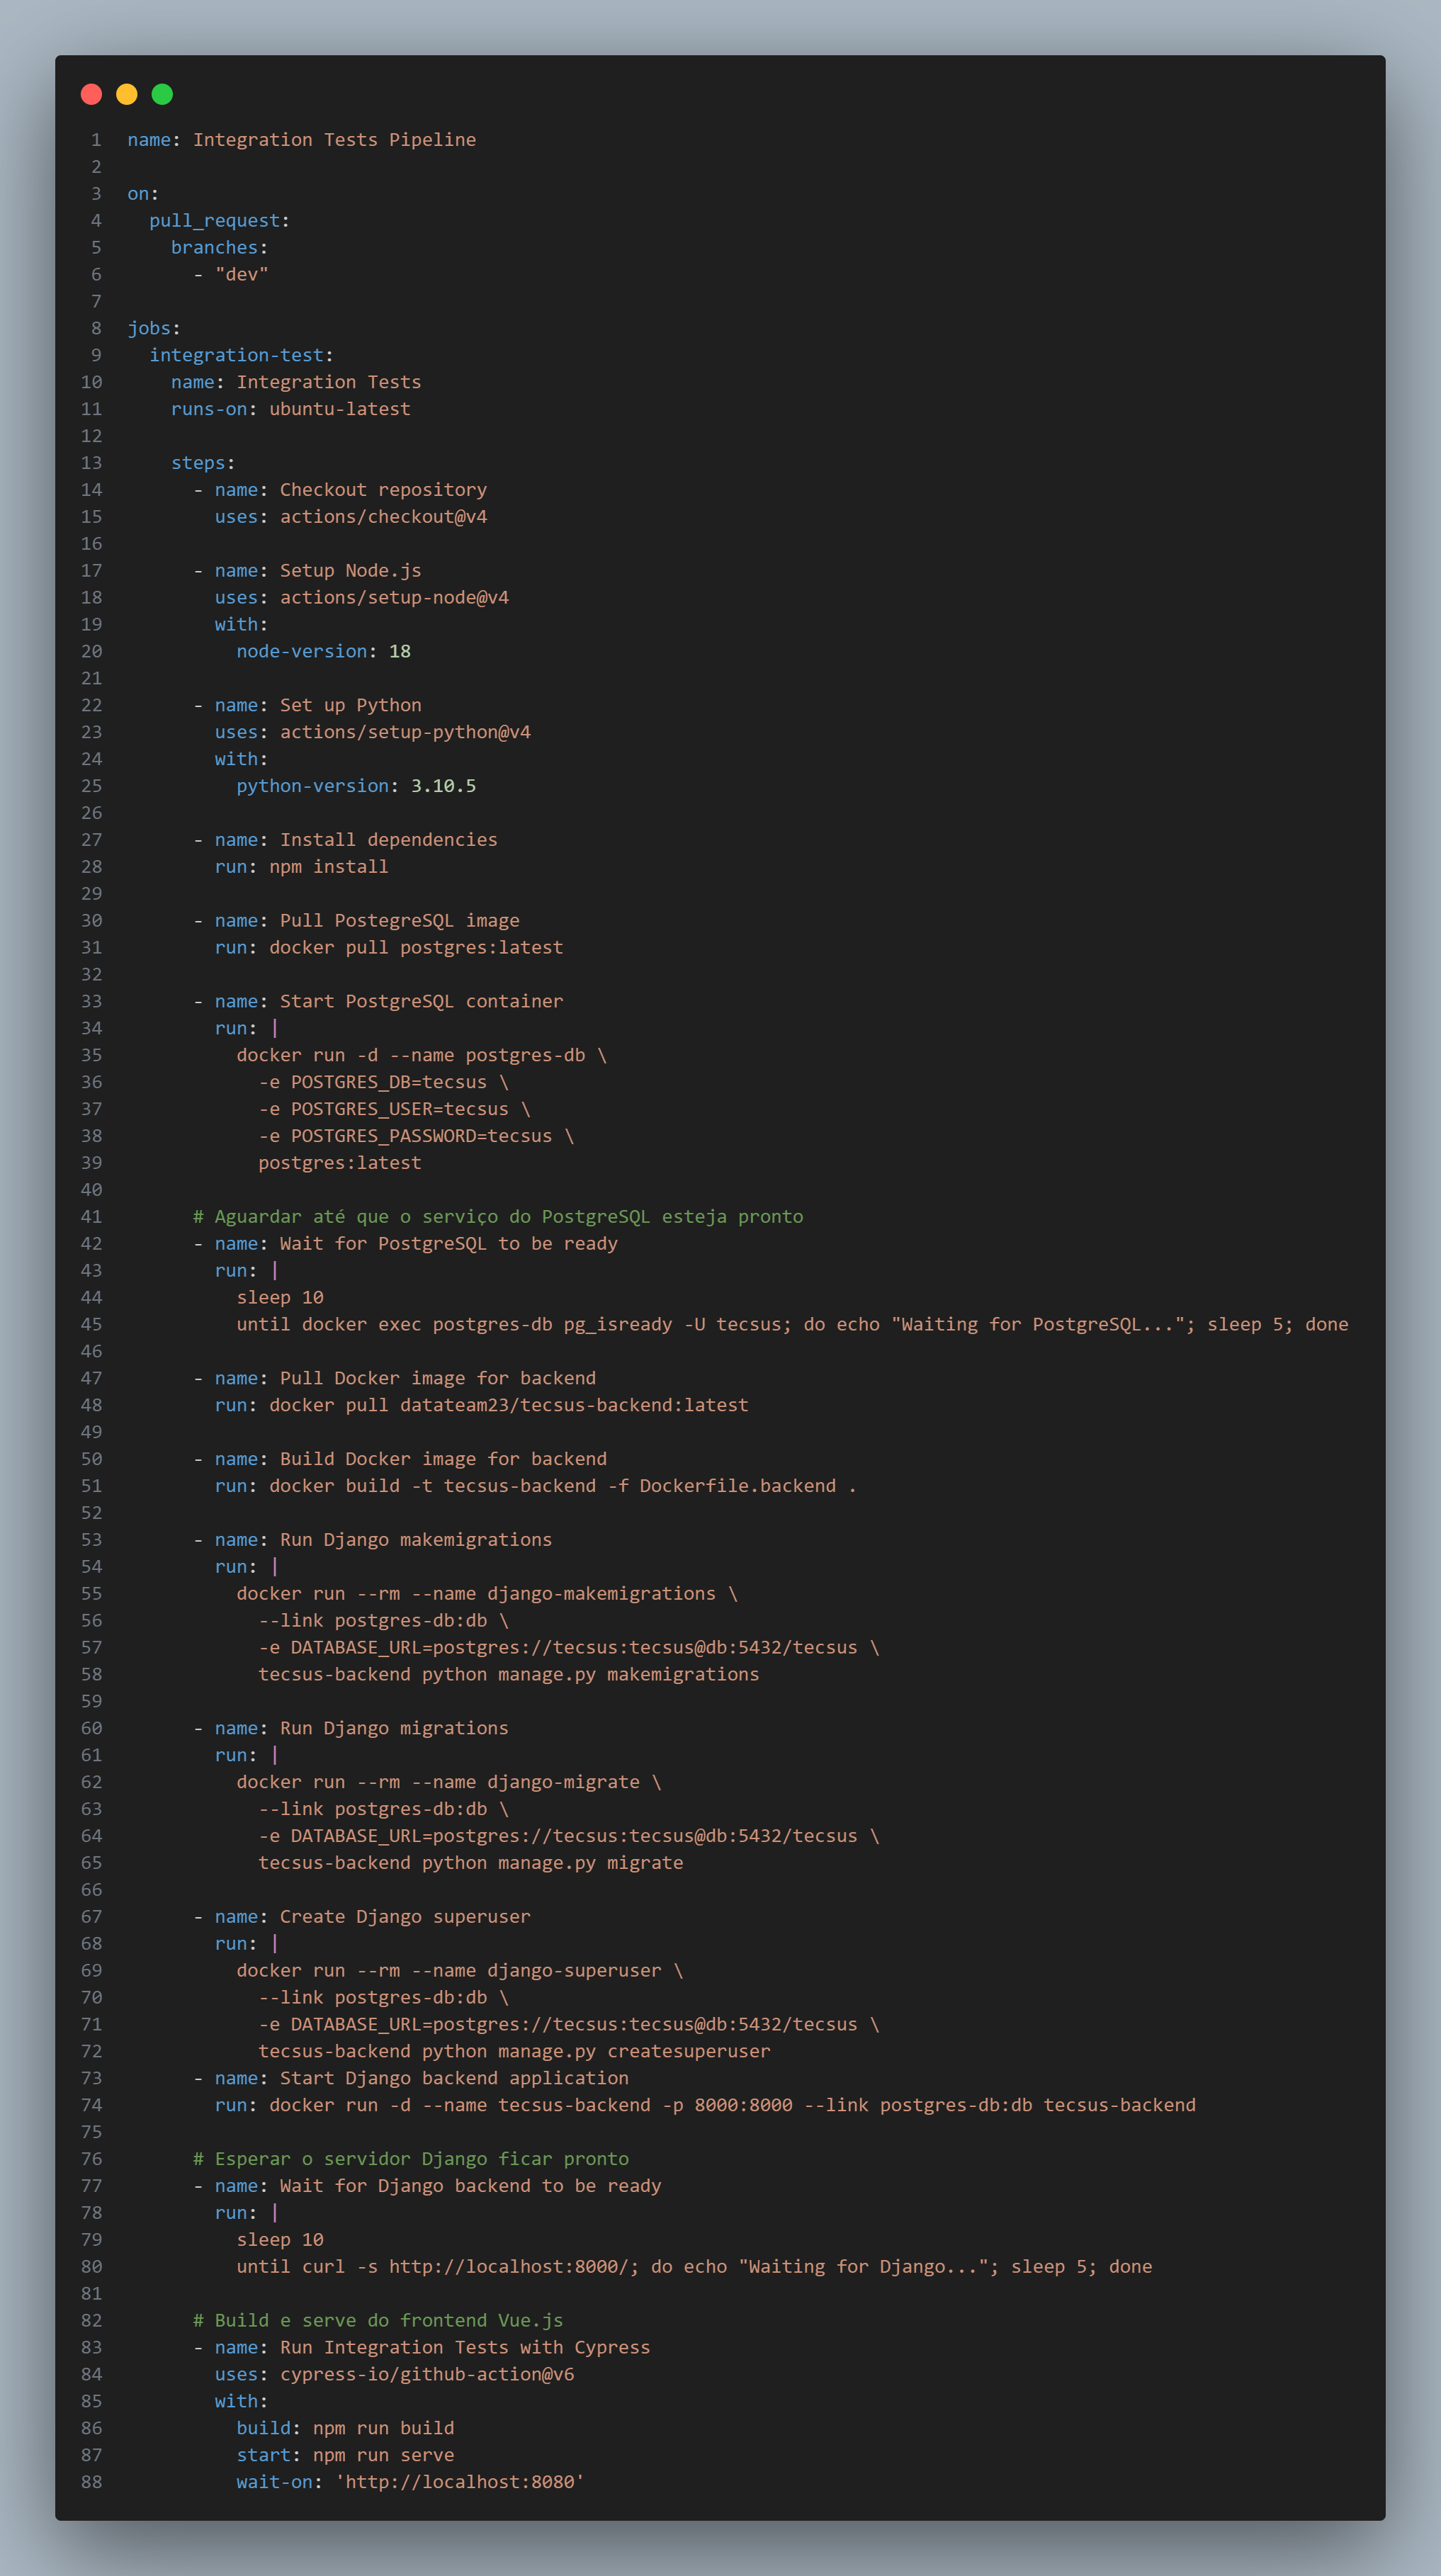 1 name: Integration Tests Pipeline
2
3 on:
4   pull_request:
5     branches:
6       - "dev"
7
8 jobs:
9   integration-test:
10     name: Integration Tests
11     runs-on: ubuntu-latest
12
13     steps:
14       - name: Checkout repository
15         uses: actions/checkout@v4
16
17       - name: Setup Node.js
18         uses: actions/setup-node@v4
19         with:
20           node-version: 18
21
22       - name: Set up Python
23         uses: actions/setup-python@v4
24         with:
25           python-version: 3.10.5
26
27       - name: Install dependencies
28         run: npm install
29
30       - name: Pull PostegreSQL image
31         run: docker pull postgres:latest
32
33       - name: Start PostgreSQL container
34         run: |
35           docker run -d --name postgres-db \
36             -e POSTGRES_DB=tecsus \
37             -e POSTGRES_USER=tecsus \
38             -e POSTGRES_PASSWORD=tecsus \
39             postgres:latest
40
41       # Aguardar até que o serviço do PostgreSQL esteja pronto
42       - name: Wait for PostgreSQL to be ready
43         run: |
44           sleep 10
45           until docker exec postgres-db pg_isready -U tecsus; do echo "Waiting for PostgreSQL..."; sleep 5; done
46
47       - name: Pull Docker image for backend
48         run: docker pull datateam23/tecsus-backend:latest
49
50       - name: Build Docker image for backend
51         run: docker build -t tecsus-backend -f Dockerfile.backend .
52
53       - name: Run Django makemigrations
54         run: |
55           docker run --rm --name django-makemigrations \
56             --link postgres-db:db \
57             -e DATABASE_URL=postgres://tecsus:tecsus@db:5432/tecsus \
58             tecsus-backend python manage.py makemigrations
59
60       - name: Run Django migrations
61         run: |
62           docker run --rm --name django-migrate \
63             --link postgres-db:db \
64             -e DATABASE_URL=postgres://tecsus:tecsus@db:5432/tecsus \
65             tecsus-backend python manage.py migrate
66
67       - name: Create Django superuser
68         run: |
69           docker run --rm --name django-superuser \
70             --link postgres-db:db \
71             -e DATABASE_URL=postgres://tecsus:tecsus@db:5432/tecsus \
72             tecsus-backend python manage.py createsuperuser
73       - name: Start Django backend application
74         run: docker run -d --name tecsus-backend -p 8000:8000 --link postgres-db:db tecsus-backend
75
76       # Esperar o servidor Django ficar pronto
77       - name: Wait for Django backend to be ready
78         run: |
79           sleep 10
80           until curl -s http://localhost:8000/; do echo "Waiting for Django..."; sleep 5; done
81
82       # Build e serve do frontend Vue.js
83       - name: Run Integration Tests with Cypress
84         uses: cypress-io/github-action@v6
85         with:
86           build: npm run build
87           start: npm run serve
88           wait-on: 'http://localhost:8080'